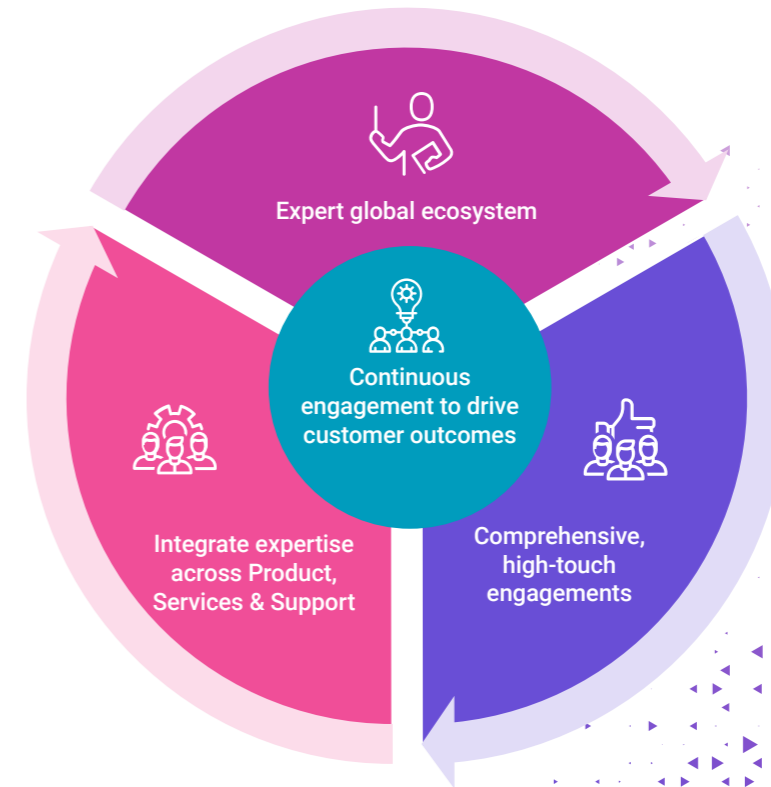 Expert global ecosystem
Continuous
engagement to drive
customer outcomes
Integrate expertise
across Product,
Services & Support
Comprehensive,
high-touch
engagements